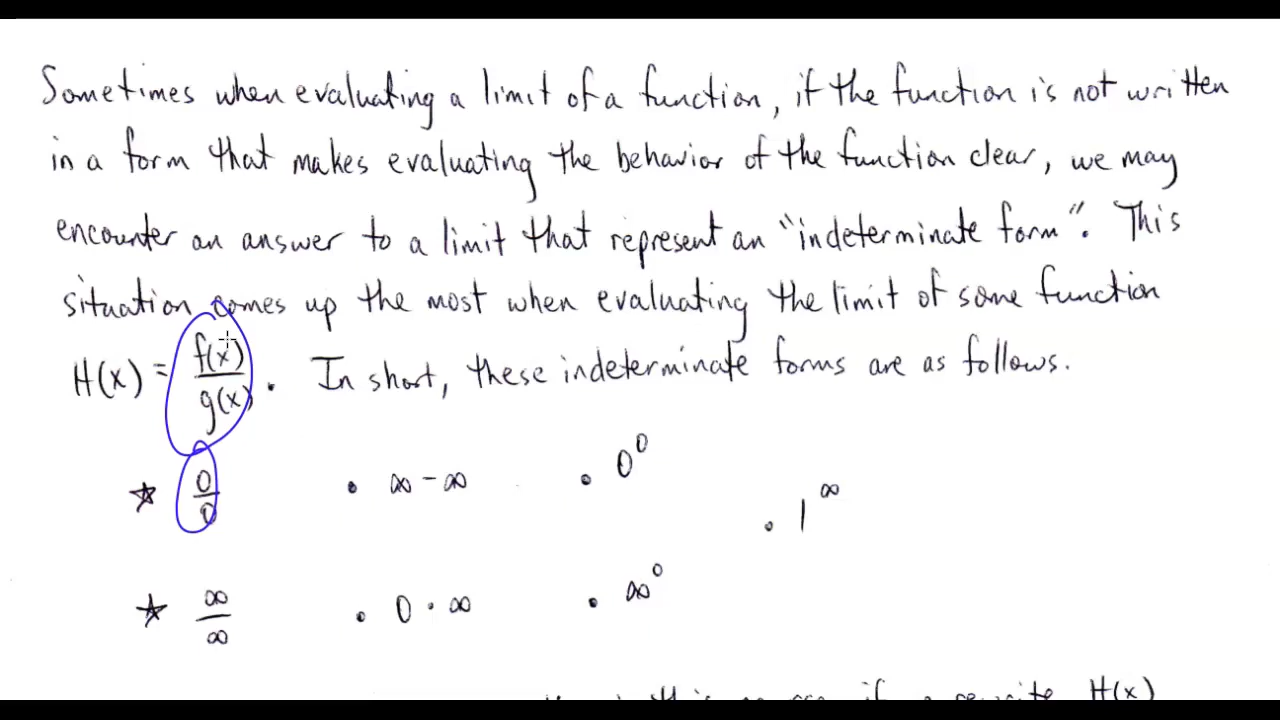 Sometimes when evaluating a limit of a function, if the function is not written
in a form that makes evaluating the behavior of the function clear, we may
encounter an answer to a limit that represent an "indeterminate form". This
situation comes up the most when evaluating the limit of some function
H(x) = f(x)/g(x). In short, these indeterminate forms are as follows.
★ 0/0 • ∞ - ∞ • 0^0
• 1^∞
★ ∞/∞ • 0 · ∞ • ∞^0
if rewrite H(x)